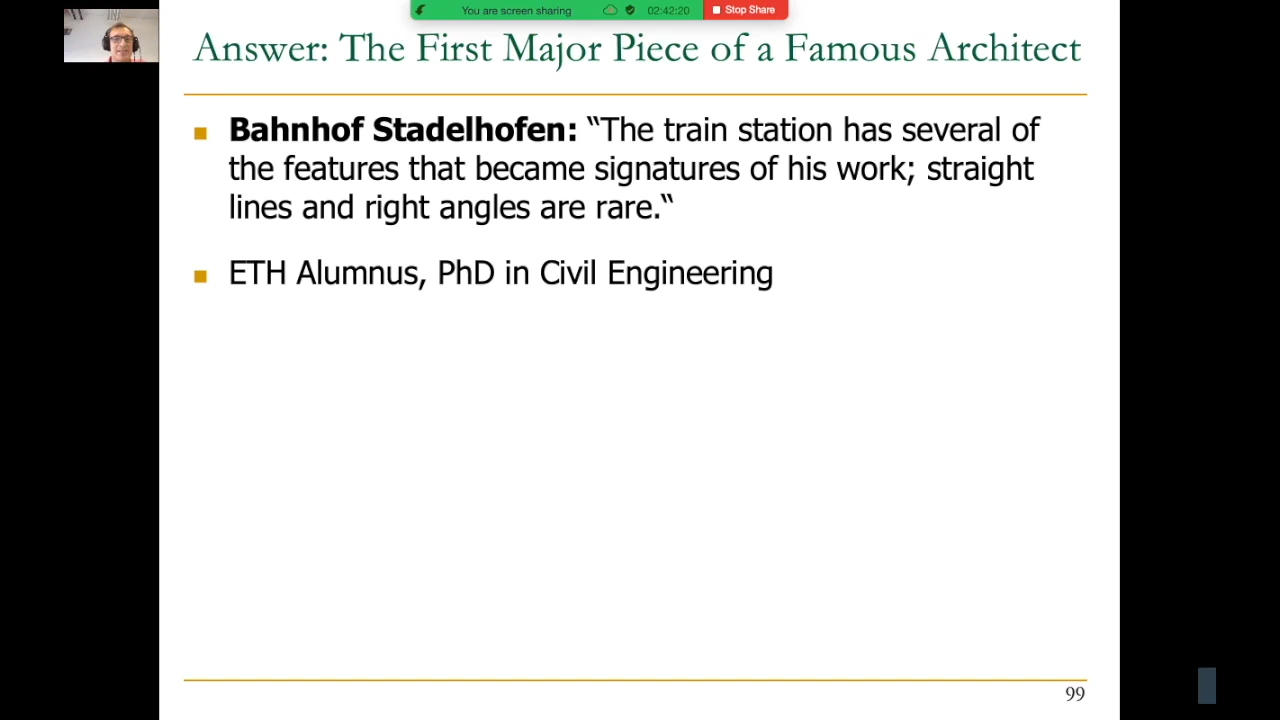 You are screen sharing 02:42:20 Stop Share
Answer: The First Major Piece of a Famous Architect
Bahnhof Stadelhofen: “The train station has several of
the features that became signatures of his work; straight
lines and right angles are rare.“
ETH Alumnus, PhD in Civil Engineering
99